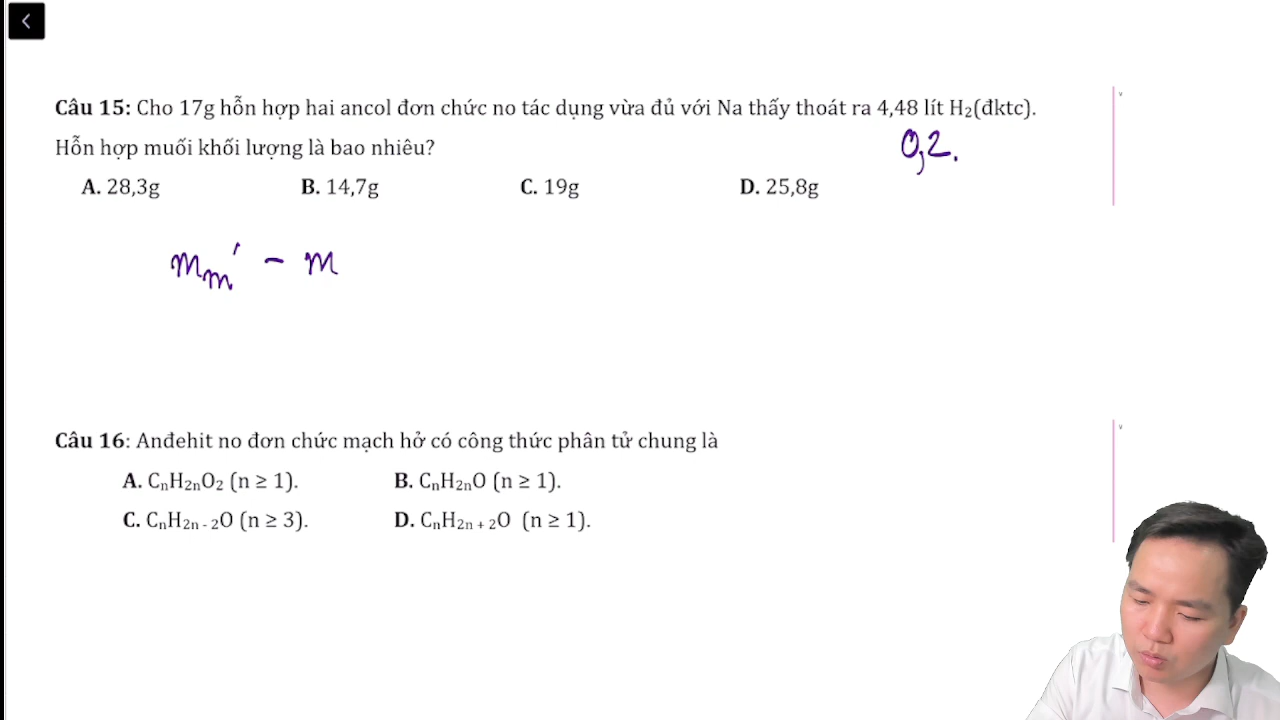 Câu 15: Cho 17g hỗn hợp hai ancol đơn chức no tác dụng vừa đủ với Na thấy thoát ra 4,48 lít H₂(đktc).
Hỗn hợp muối khối lượng là bao nhiêu?
0,2.
A. 28,3g B. 14,7g C. 19g D. 25,8g
mm' - m
Câu 16: Anđehit no đơn chức mạch hở có công thức phân tử chung là
A. CₙH₂ₙO₂ (n ≥ 1). B. CₙH₂ₙO (n ≥ 1).
C. CₙH₂ₙ₋₂O (n ≥ 3). D. CₙH₂ₙ₊₂O (n ≥ 1).